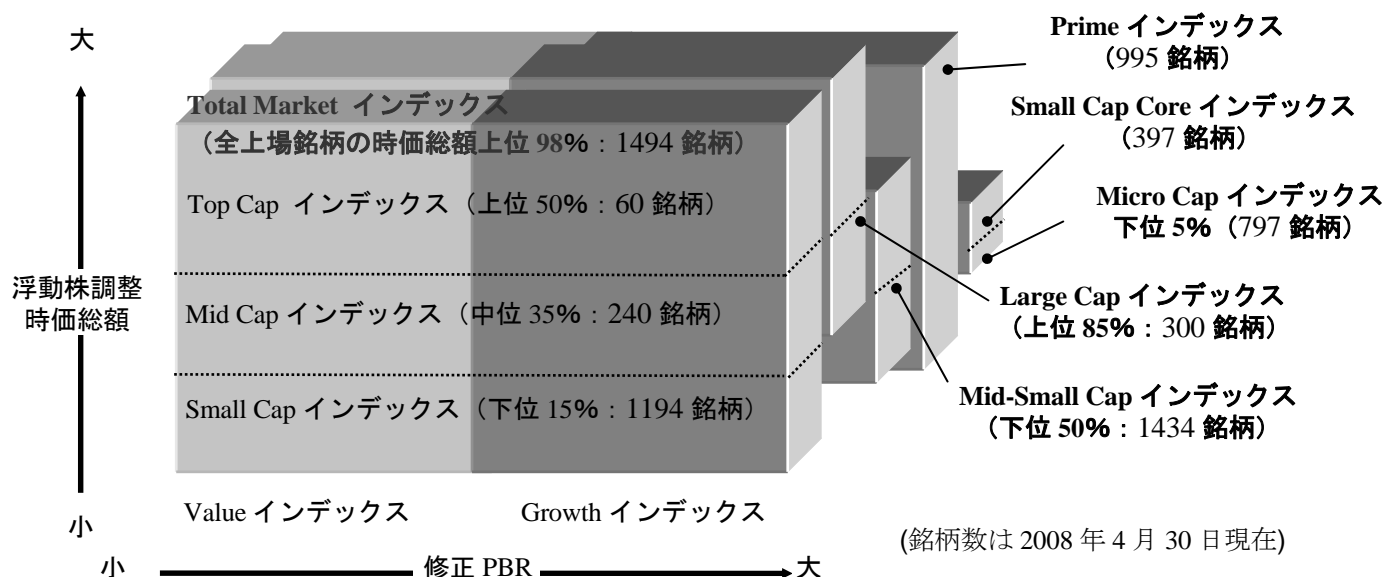 大
浮動株調整
時価総額
小
Total Market インデックス
（全上場銘柄の時価総額上位 98%：1494 銘柄）
Top Cap インデックス（上位 50%：60 銘柄）
Mid Cap インデックス（中位 35%：240 銘柄）
Small Cap インデックス（下位 15%：1194 銘柄）
Value インデックス
Growth インデックス
小
修正 PBR
大
Prime インデックス
（995 銘柄）
Small Cap Core インデックス
（397 銘柄）
Micro Cap インデックス
下位 5%（797 銘柄）
Large Cap インデックス
（上位 85%：300 銘柄）
Mid-Small Cap インデックス
（下位 50%：1434 銘柄）
(銘柄数は 2008 年 4 月 30 日現在)